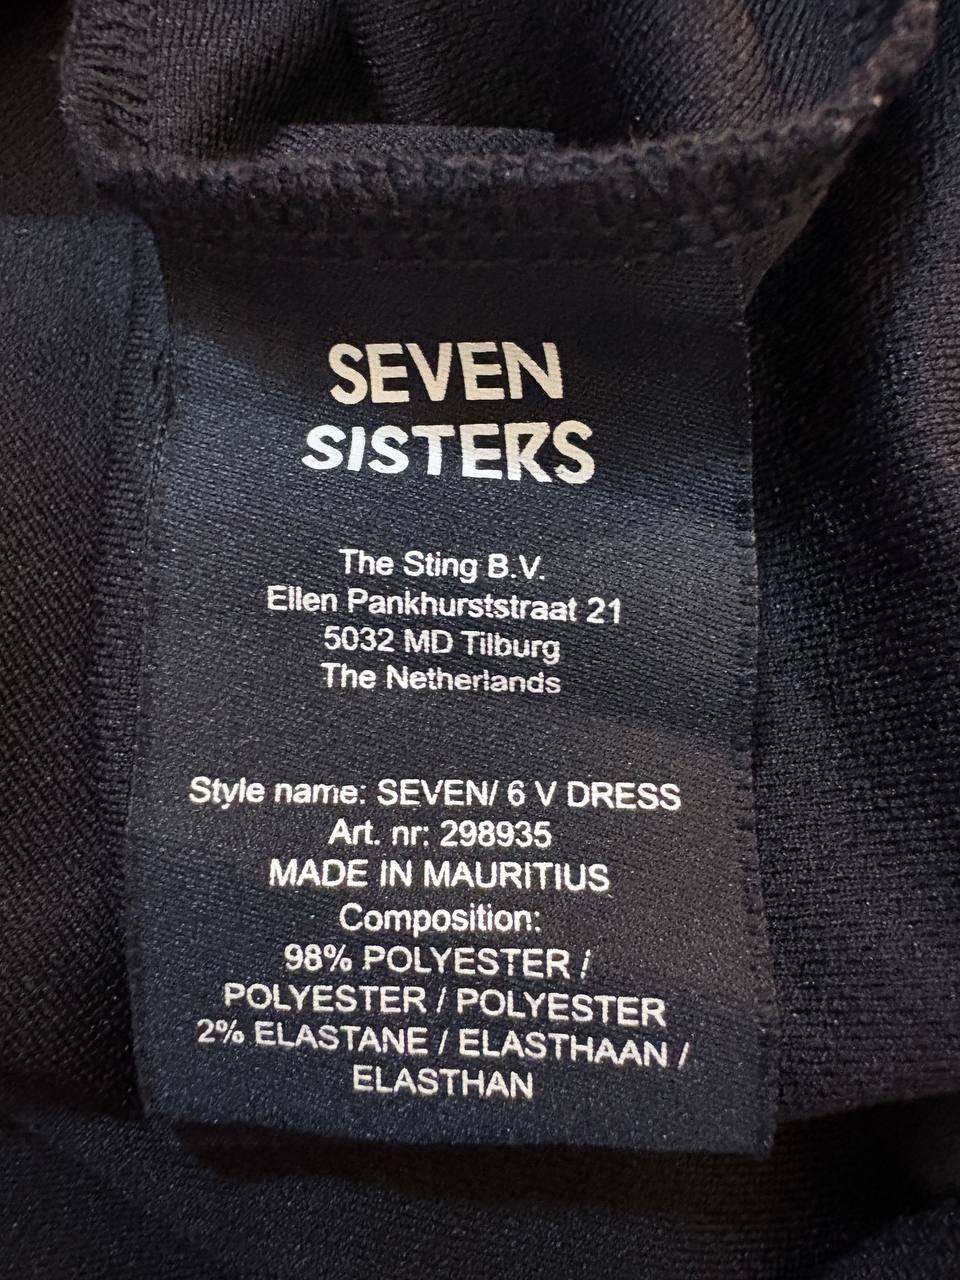 SEVEN
SISTERS
The Sting B.V.
Ellen Pankhurststraat 21
5032 MD Tilburg
The Netherlands
Style name: SEVEN/ 6 V DRESS
Art. nr: 298935
MADE IN MAURITIUS
Composition:
98% POLYESTER /
POLYESTER / POLYESTER
2% ELASTANE / ELASTHAAN /
ELASTHAN